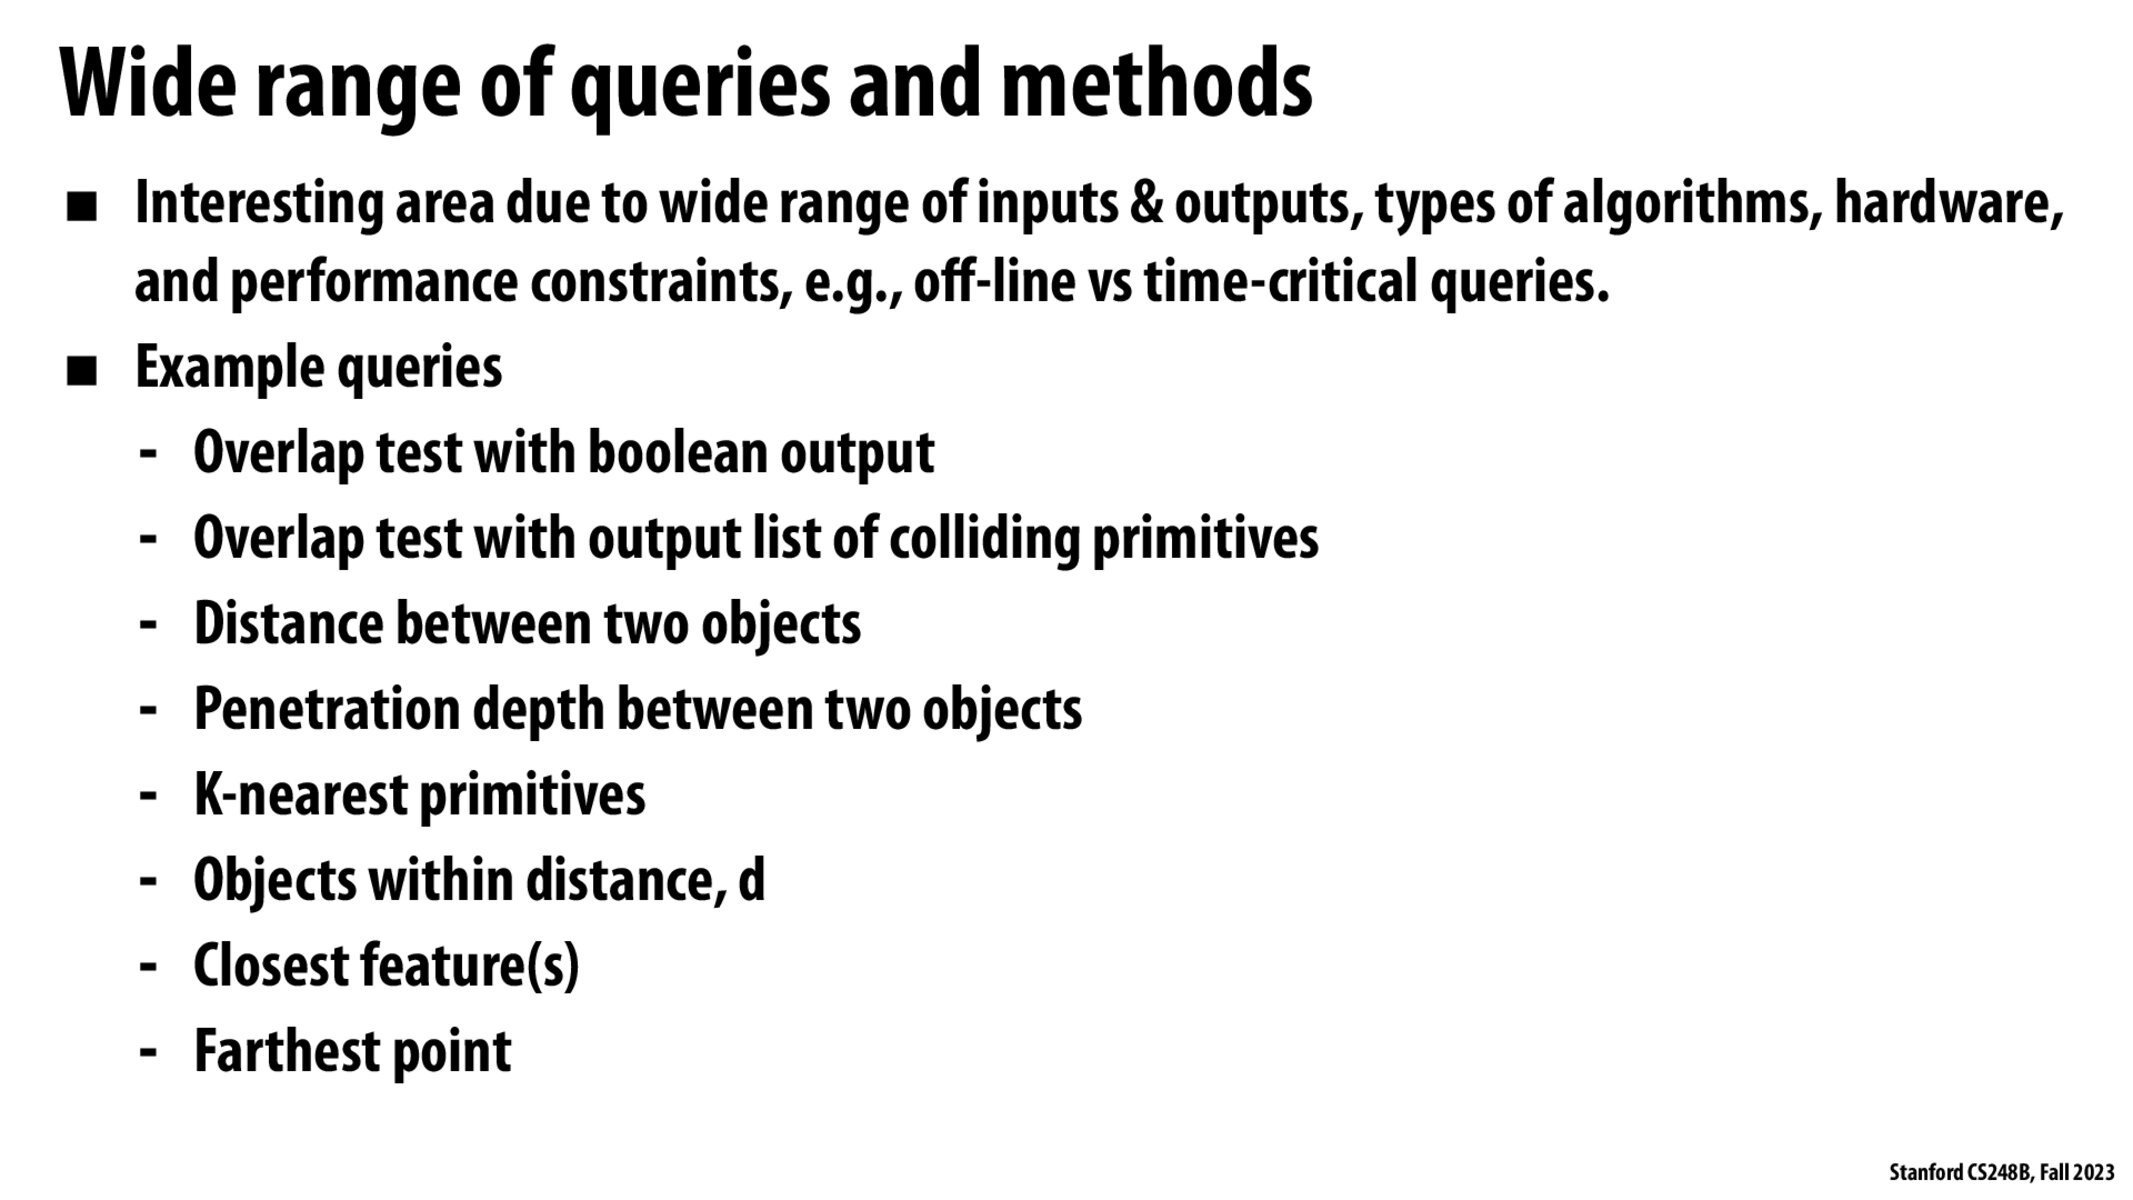 Wide range of queries and methods
■ Interesting area due to wide range of inputs & outputs, types of algorithms, hardware,
and performance constraints, e.g., off-line vs time-critical queries.
■ Example queries
- Overlap test with boolean output
- Overlap test with output list of colliding primitives
- Distance between two objects
- Penetration depth between two objects
- K-nearest primitives
- Objects within distance, d
- Closest feature(s)
- Farthest point
Stanford CS248B, Fall 2023